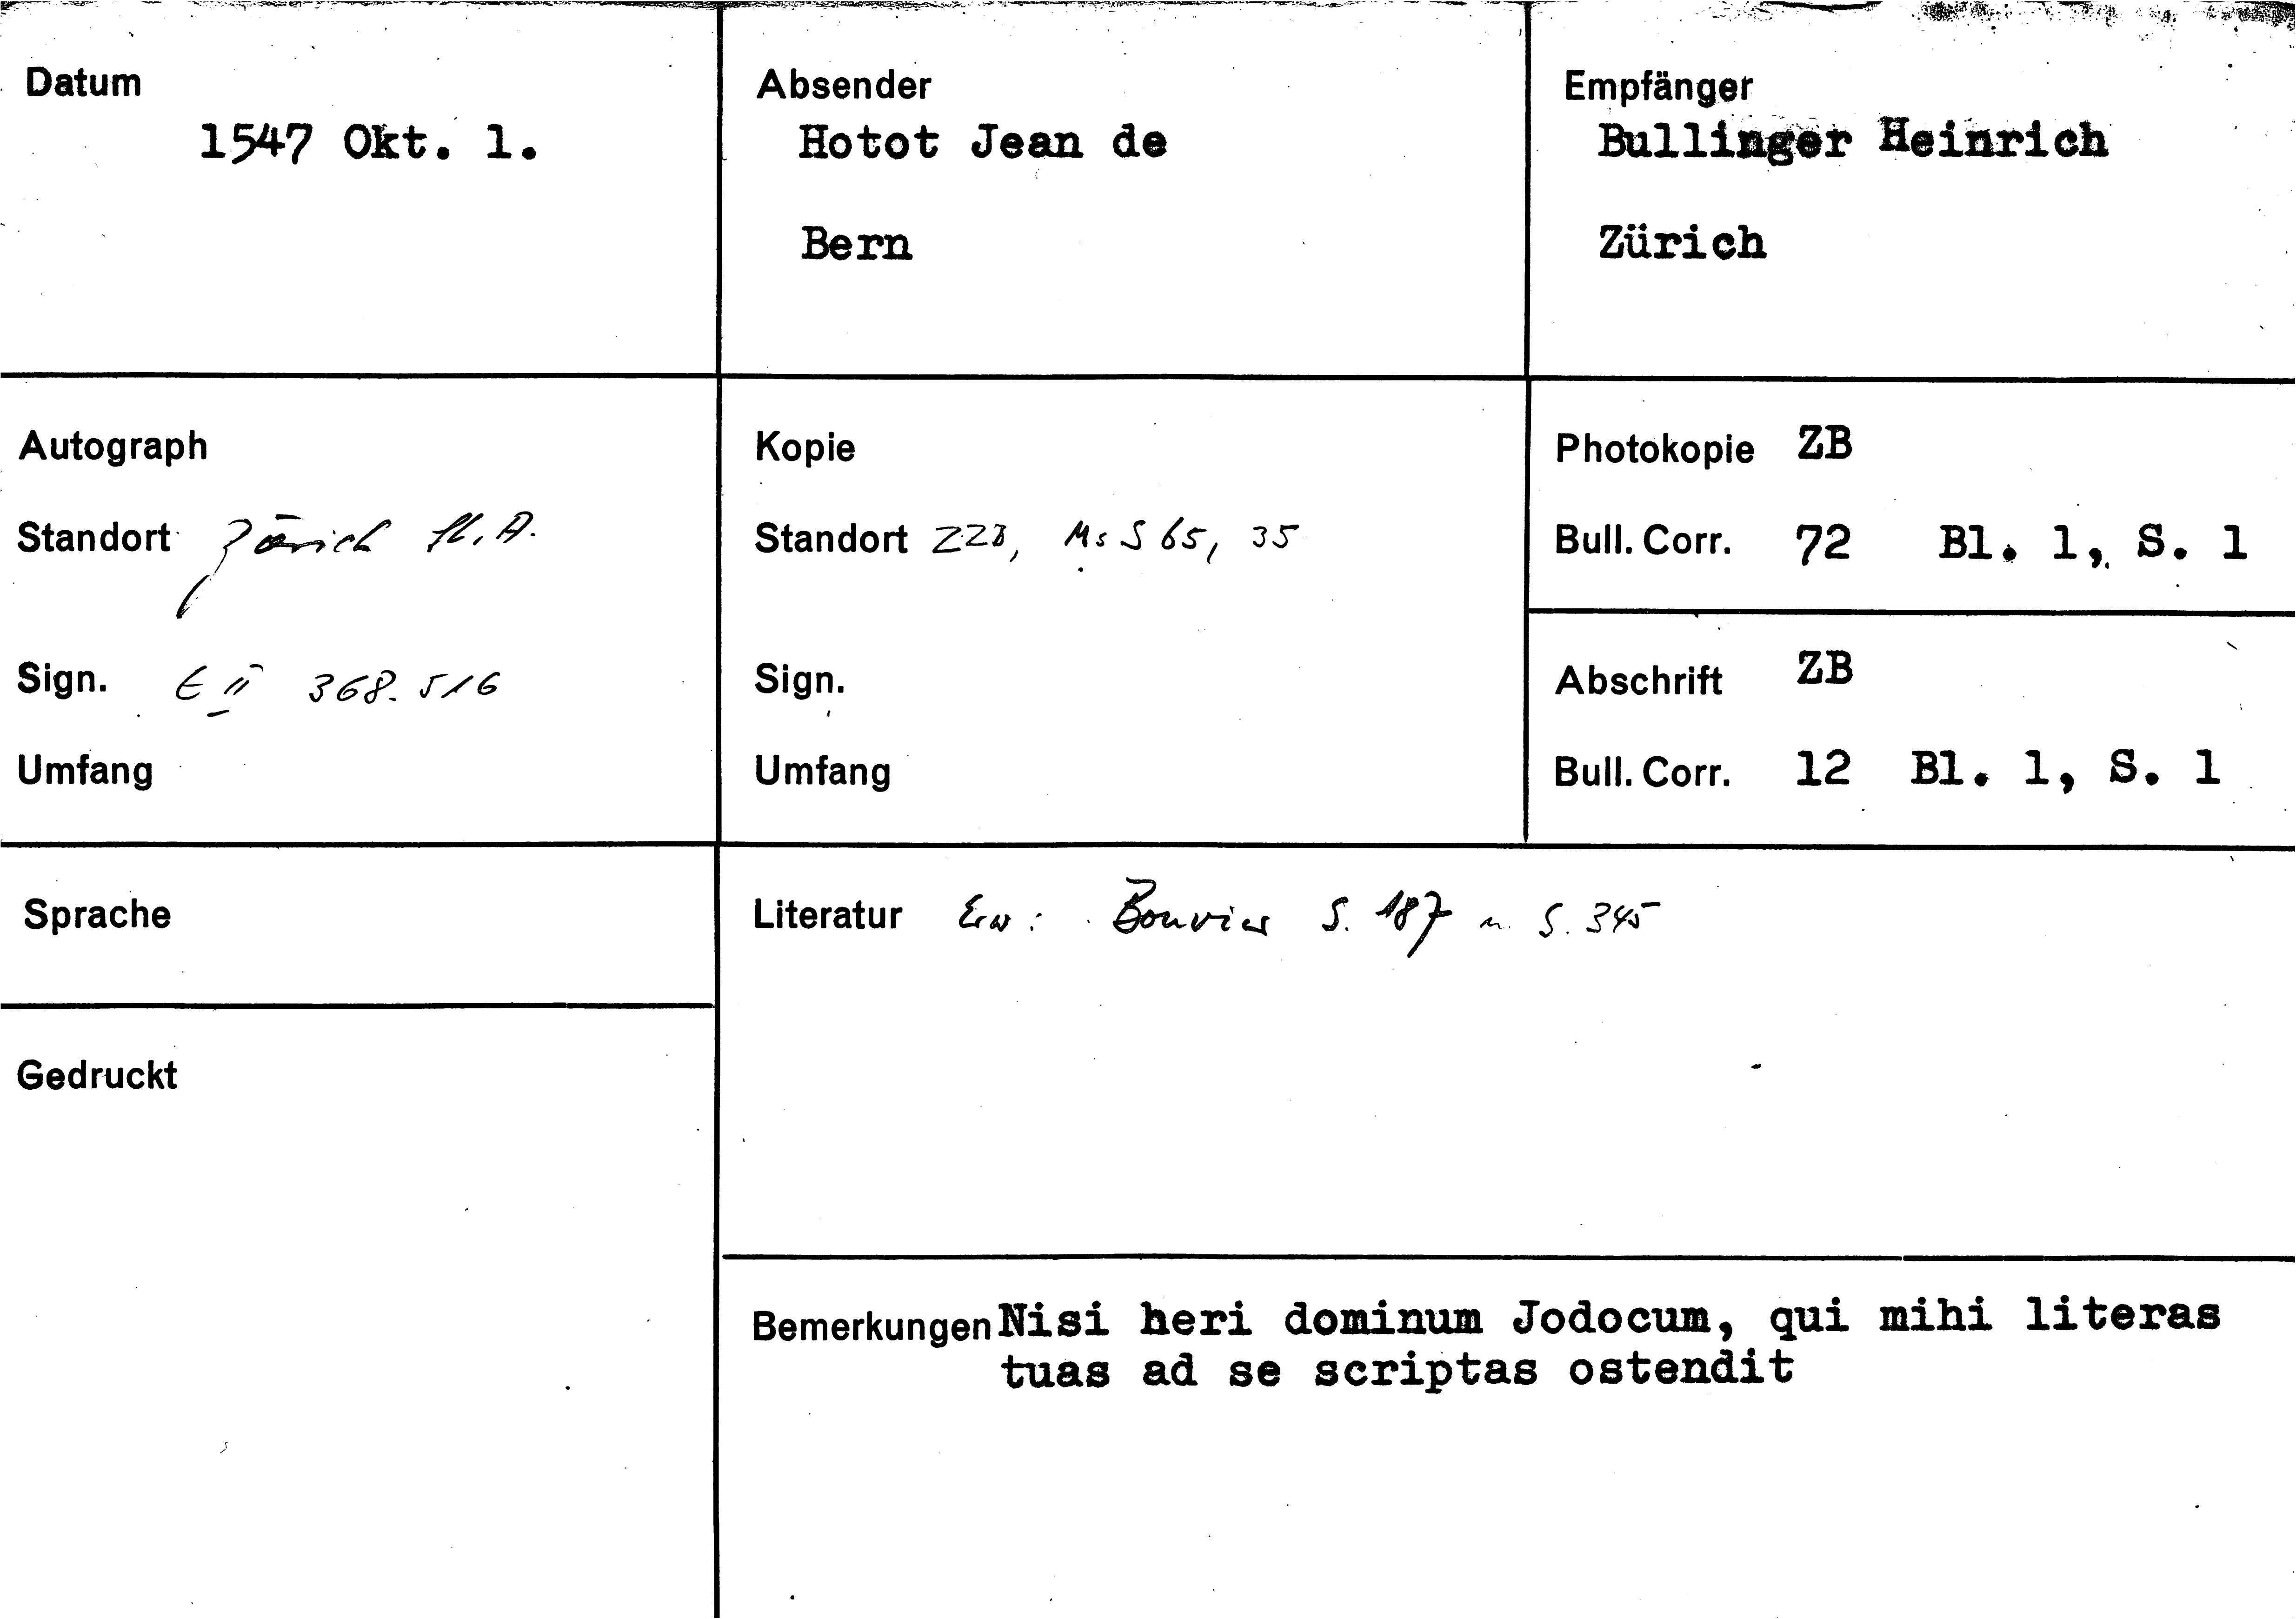 Datum
1547 Okt. 1.
Absender
Hotot Jean de
Bern
Empfänger
Bullinger Heinrich
Zürich
Autograph
Standort Zürich St.A.
Sign. E II 368.516
Umfang
Kopie
Standort ZZB, Ms S 65, 35
Sign.
Umfang
Photokopie ZB
Bull. Corr. 72 Bl. 1, S. 1
Abschrift ZB
Bull. Corr. 12 Bl. 1, S. 1
Sprache
Gedruckt
Literatur Erw: Bouvier S. 187 u. S. 345
Bemerkungen Nisi heri dominum Jodocum, qui mihi literas
tuas ad se scriptas ostendit